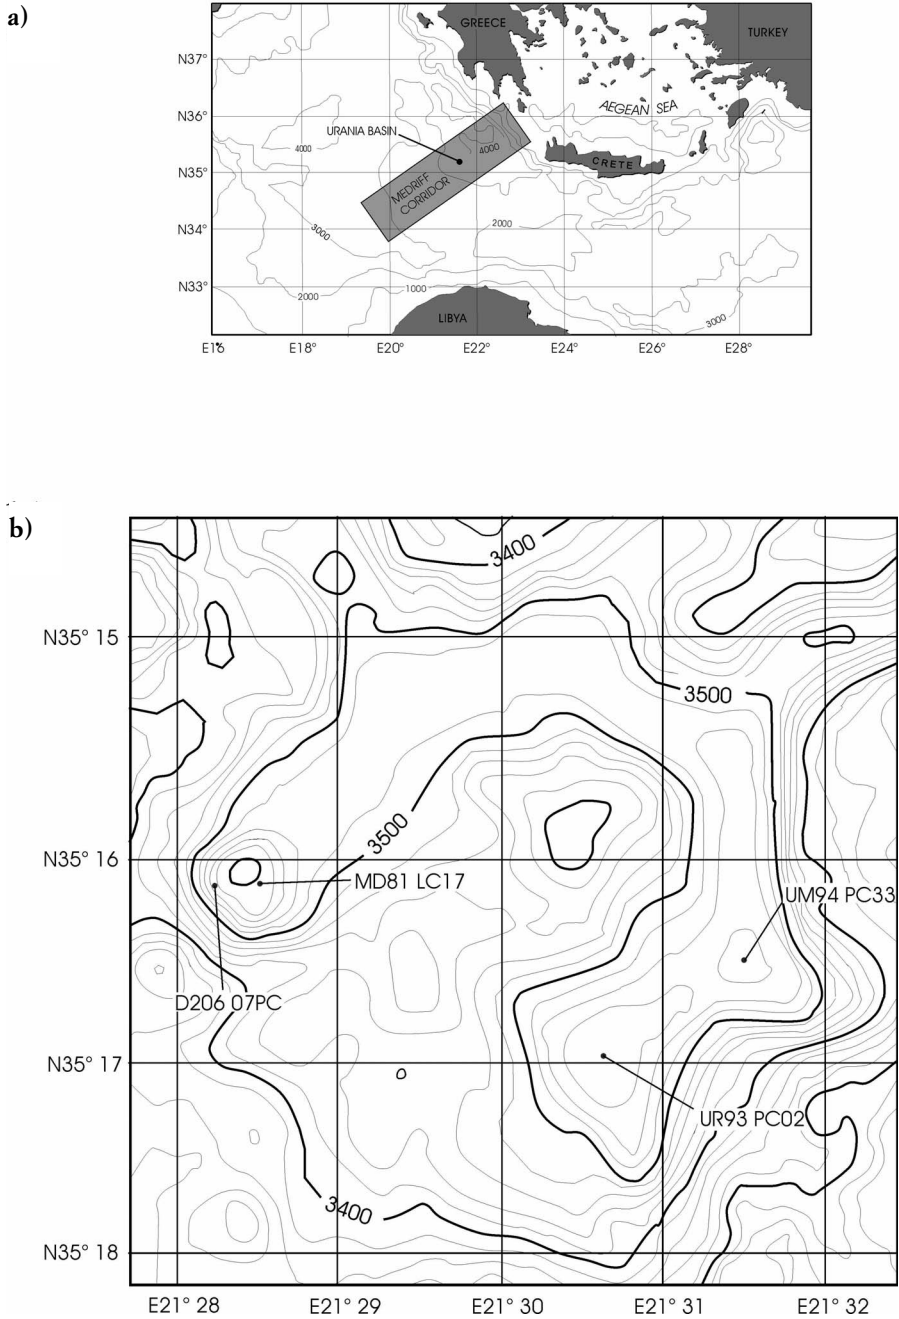 a)
GREECE
TURKEY
N37°
N36°
AEGEAN SEA
URANIA BASIN
4000
4000
N35°
CRETE
MEDRIFF
CORRIDOR
N34°
3000
2000
N33°
2000
1000
LIBYA
3000
E16°
E18°
E20°
E22°
E24°
E26°
E28°
b)
3400
N35° 15
3500
3500
N35° 16
MD81 LC17
UM94 PC33
D206 07PC
N35° 17
UR93 PC02
3400
N35° 18
E21° 28
E21° 29
E21° 30
E21° 31
E21° 32